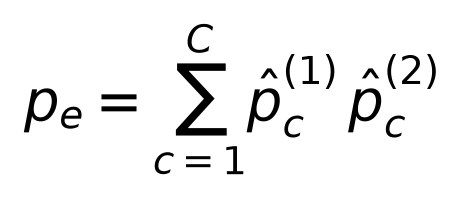 $p_e = \sum_{c=1}^{C} \hat{p}_c^{(1)} \, \hat{p}_c^{(2)}$